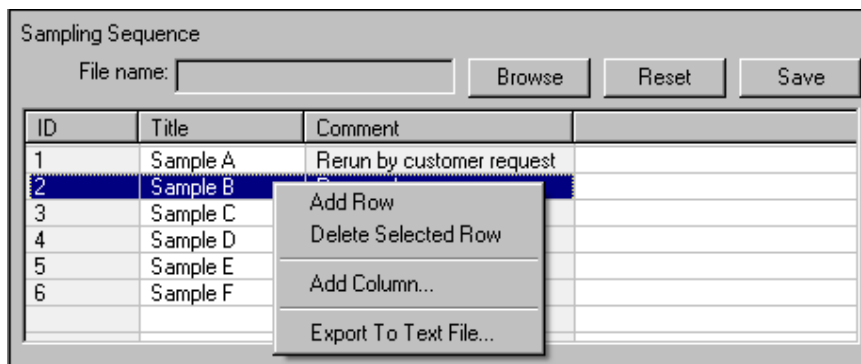 Sampling Sequence
File name: Browse Reset Save
ID Title Comment
1 Sample A Rerun by customer request
2 Sample B
3 Sample C
4 Sample D
5 Sample E
6 Sample F
Add Row
Delete Selected Row
Add Column...
Export To Text File...